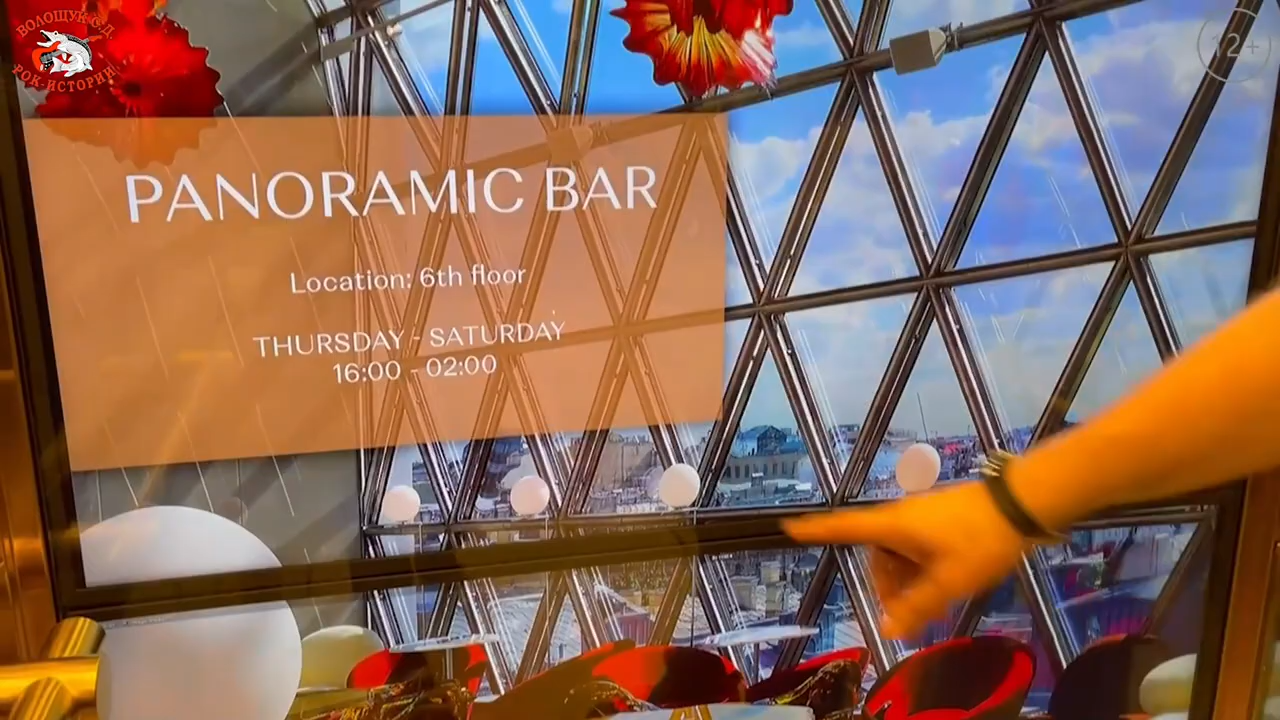 ВОЛОЩУК С.Д.
РОК-ИСТОРИИ
12+
PANORAMIC BAR
Location: 6th floor
THURSDAY - SATURDAY
16:00 - 02:00